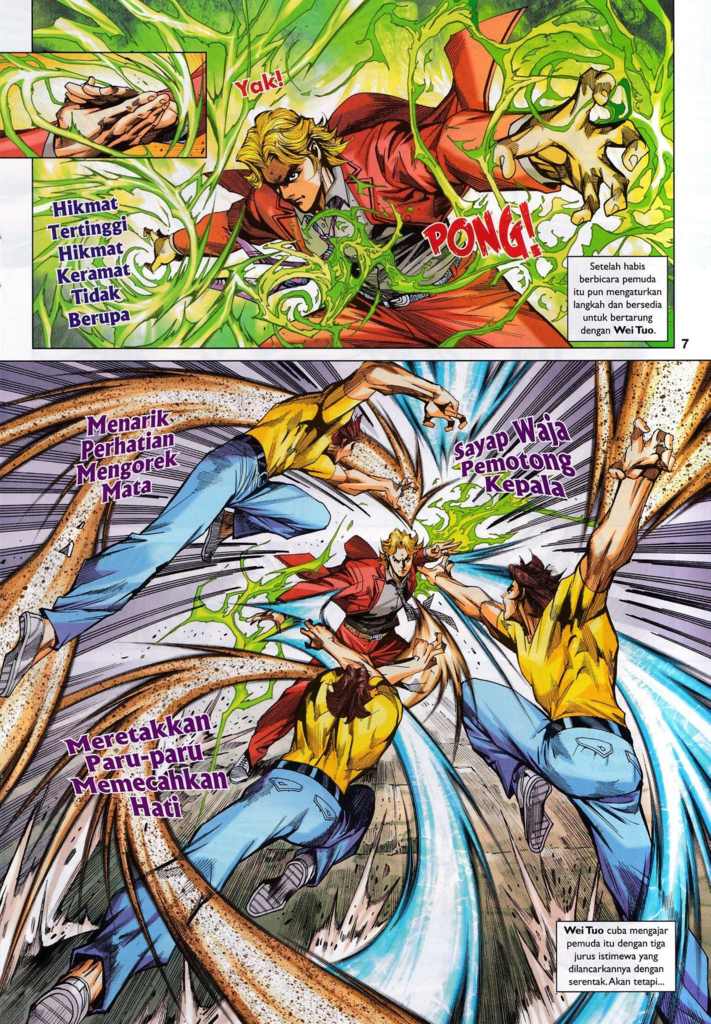 Yak!
Hikmat
Tertinggi
Hikmat
Keramat
Tidak
Berupa
PONG!
Setelah habis
berbicara pemuda
itu pun mengaturkan
langkah dan bersedia
untuk bertarung
dengan Wei Tuo.
7
Menarik
Perhatian
Mengorek
Mata
Sayap Waja
Pemotong
Kepala
Meretakkan
Paru-paru
Memecahkan
Hati
Wei Tuo cuba mengajar
pemuda itu dengan tiga
jurus istimewa yang
dilancarkannya dengan
serentak. Akan tetapi...